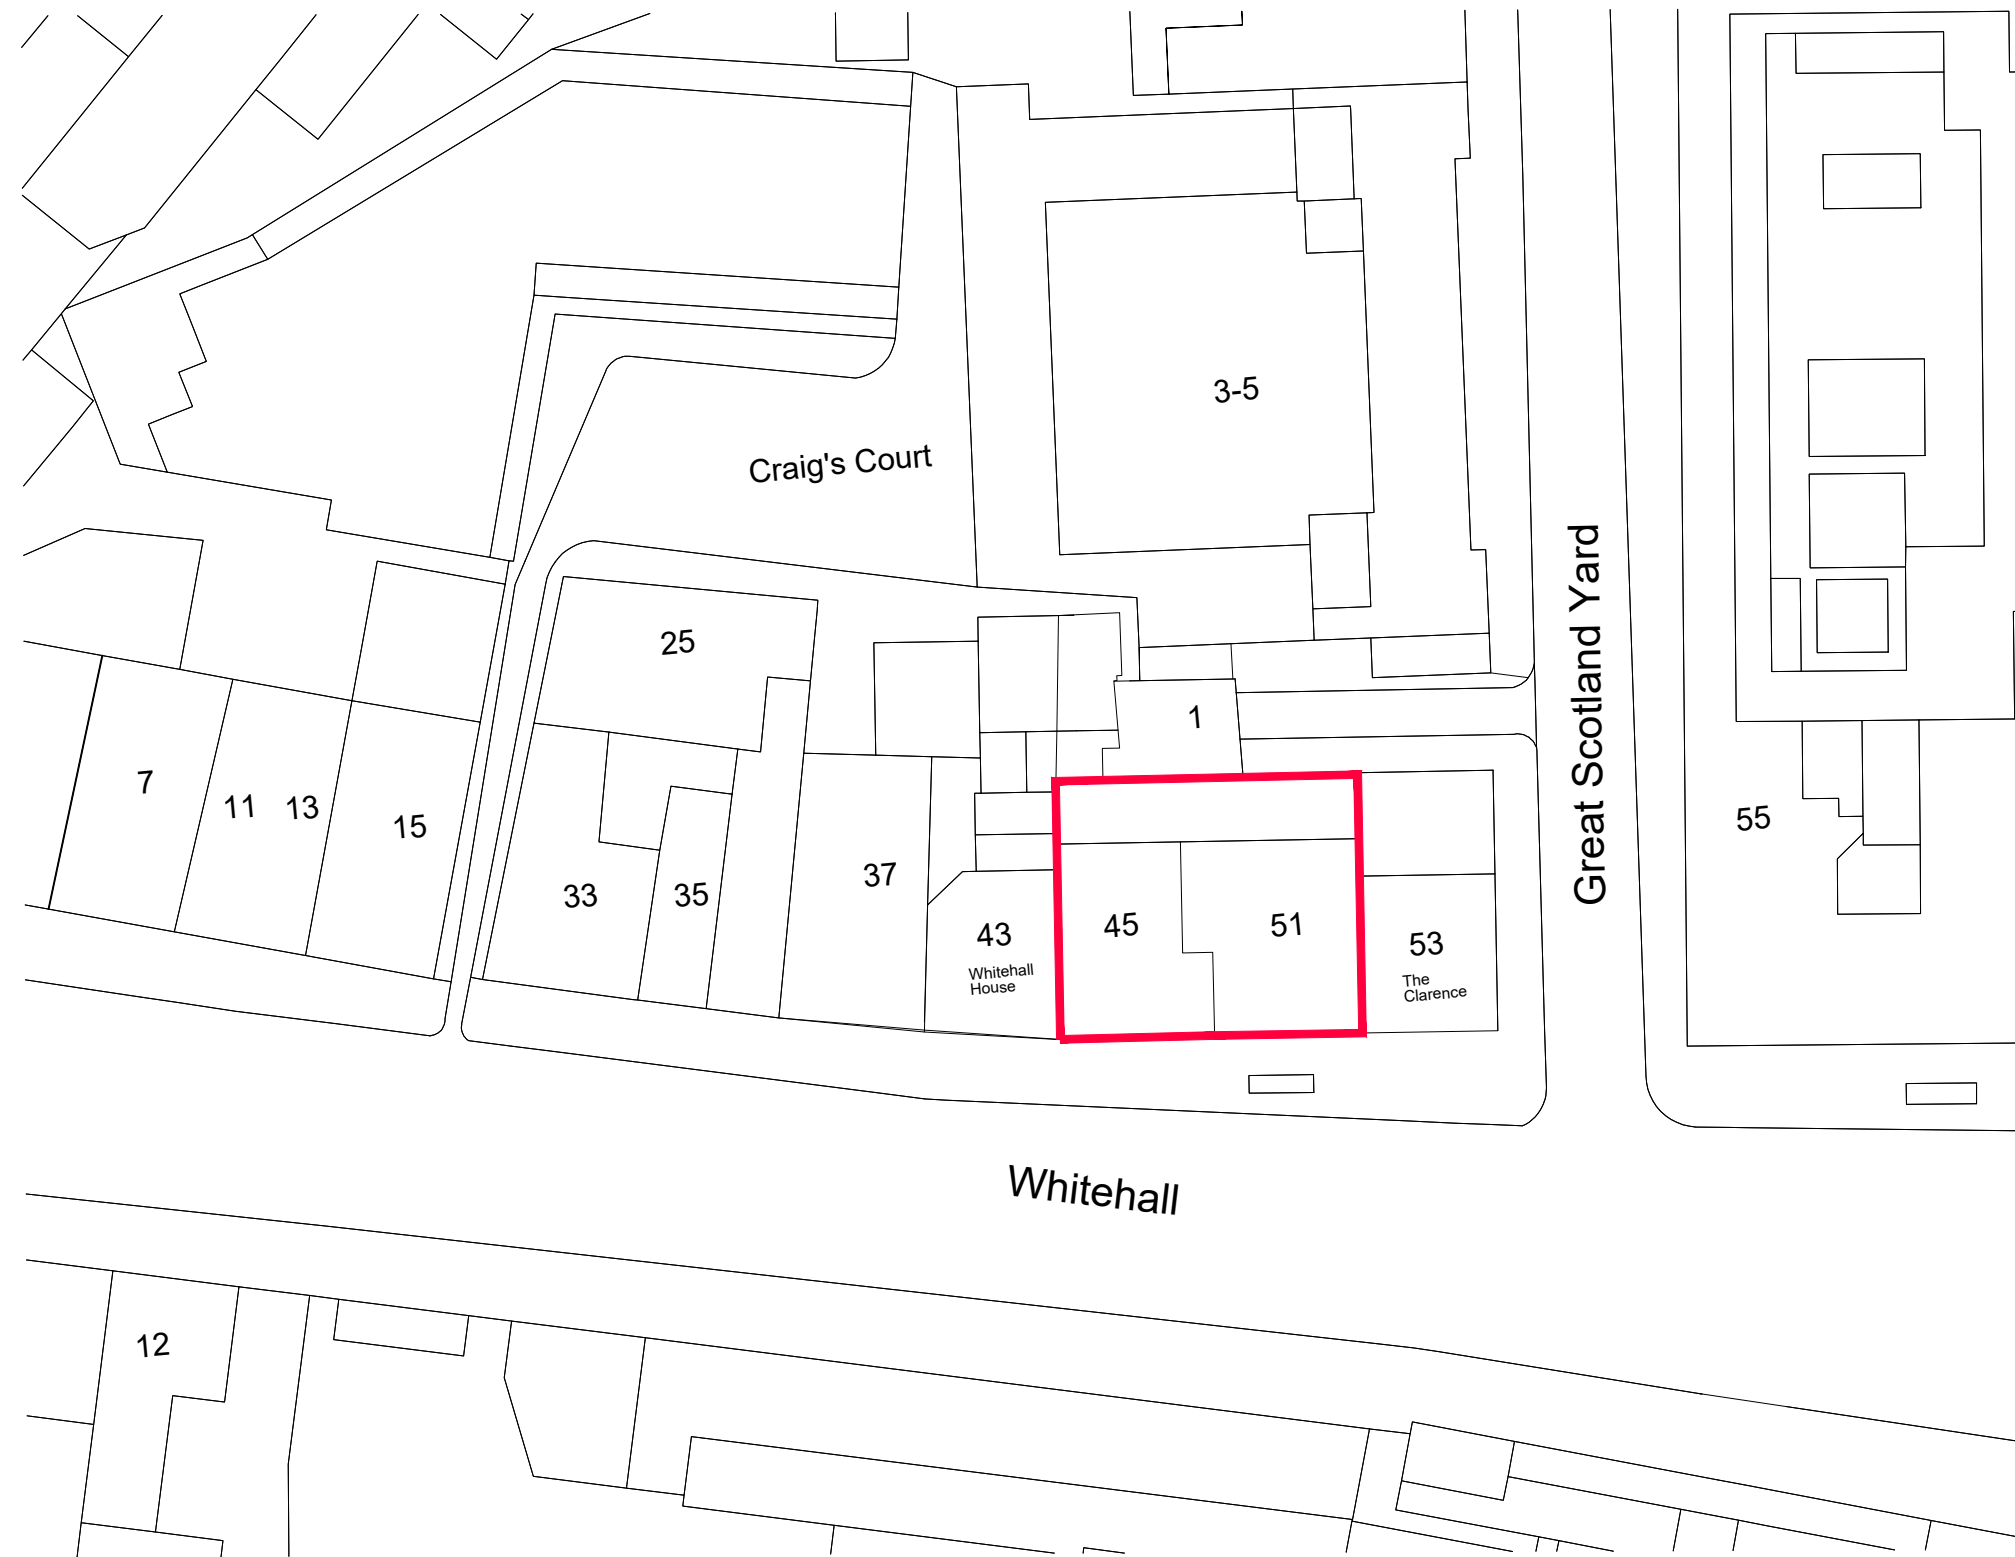 3-5
Craig's Court
Great Scotland Yard
25
1
7
11
13
15
55
33
35
37
43
Whitehall
House
45
51
53
The
Clarence
Whitehall
12